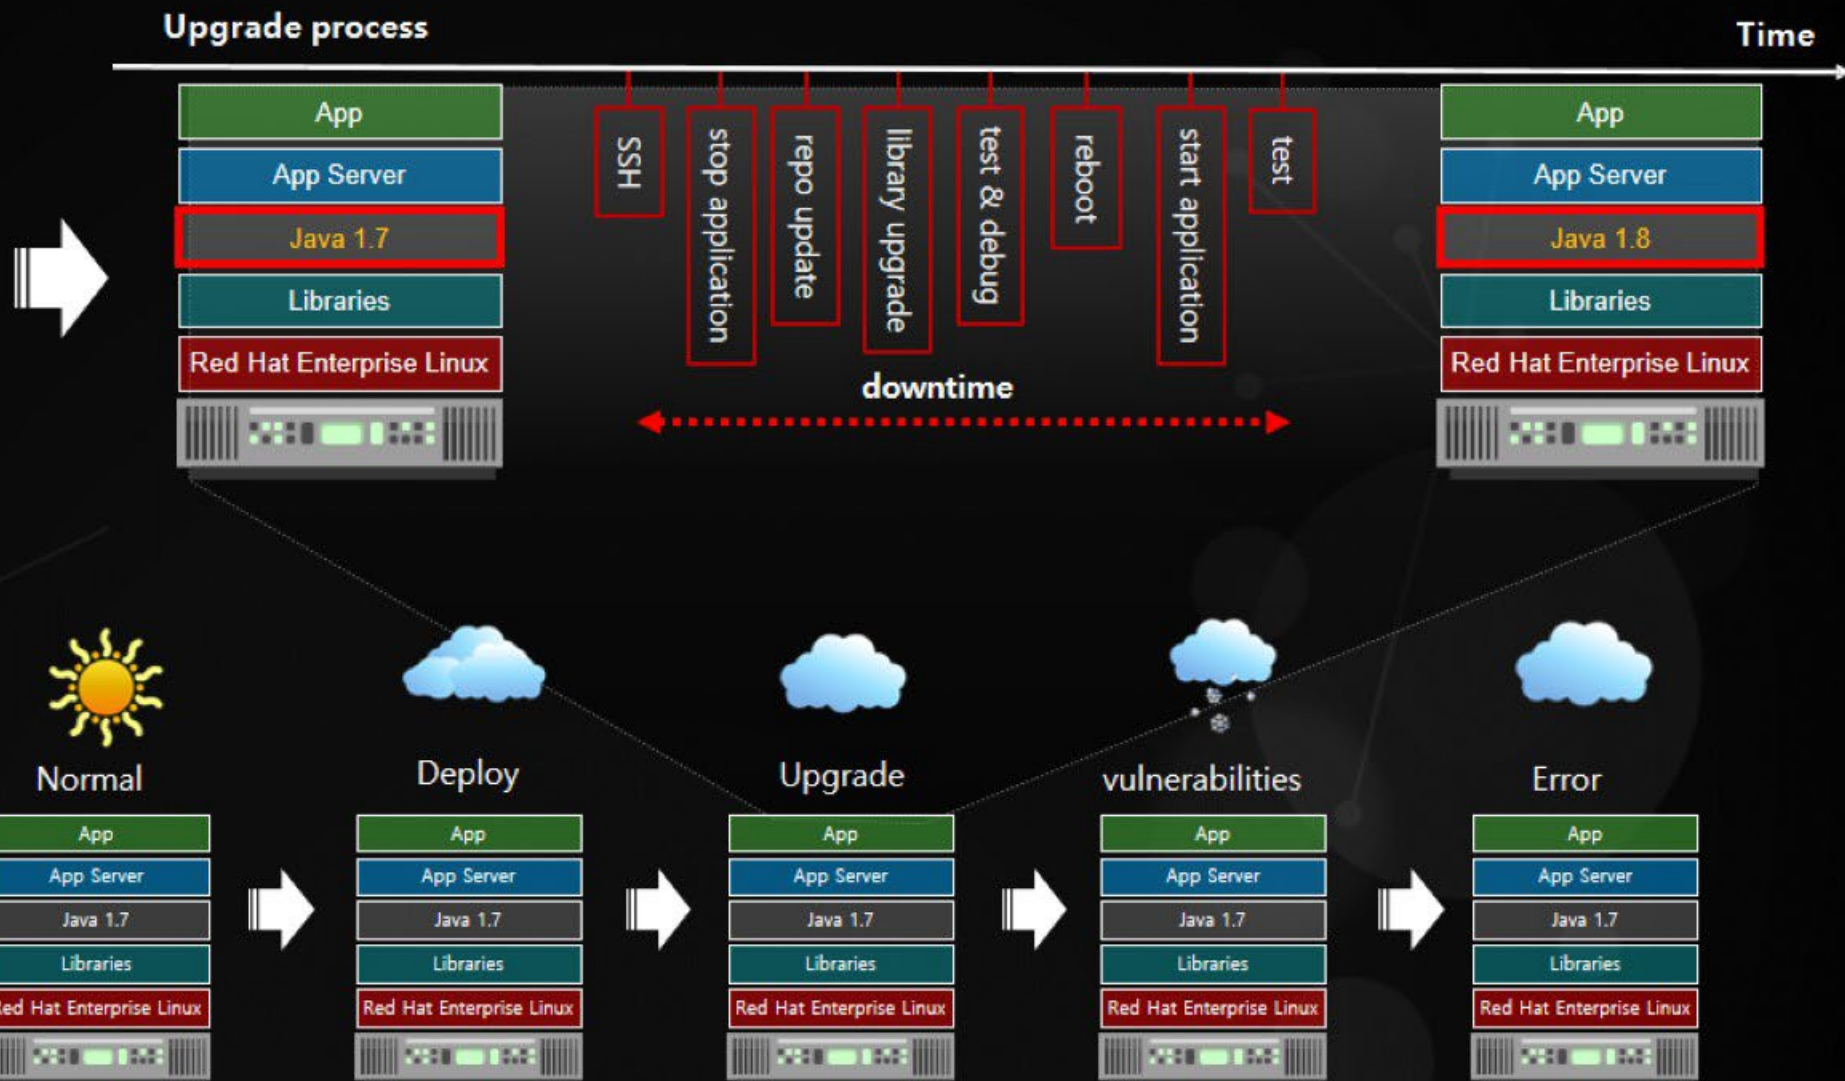 Upgrade process
Time
App
App Server
Java 1.7
Libraries
Red Hat Enterprise Linux
SSH
stop application
repo update
library upgrade
test & debug
reboot
start application
test
downtime
App
App Server
Java 1.8
Libraries
Red Hat Enterprise Linux
Normal
Deploy
Upgrade
vulnerabilities
Error
App
App Server
Java 1.7
Libraries
Red Hat Enterprise Linux
App
App Server
Java 1.7
Libraries
Red Hat Enterprise Linux
App
App Server
Java 1.7
Libraries
Red Hat Enterprise Linux
App
App Server
Java 1.7
Libraries
Red Hat Enterprise Linux
App
App Server
Java 1.7
Libraries
Red Hat Enterprise Linux